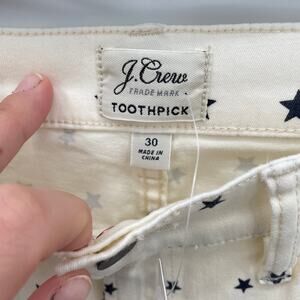 J.Crew
TRADE MARK
TOOTHPICK
30
MADE IN
CHINA